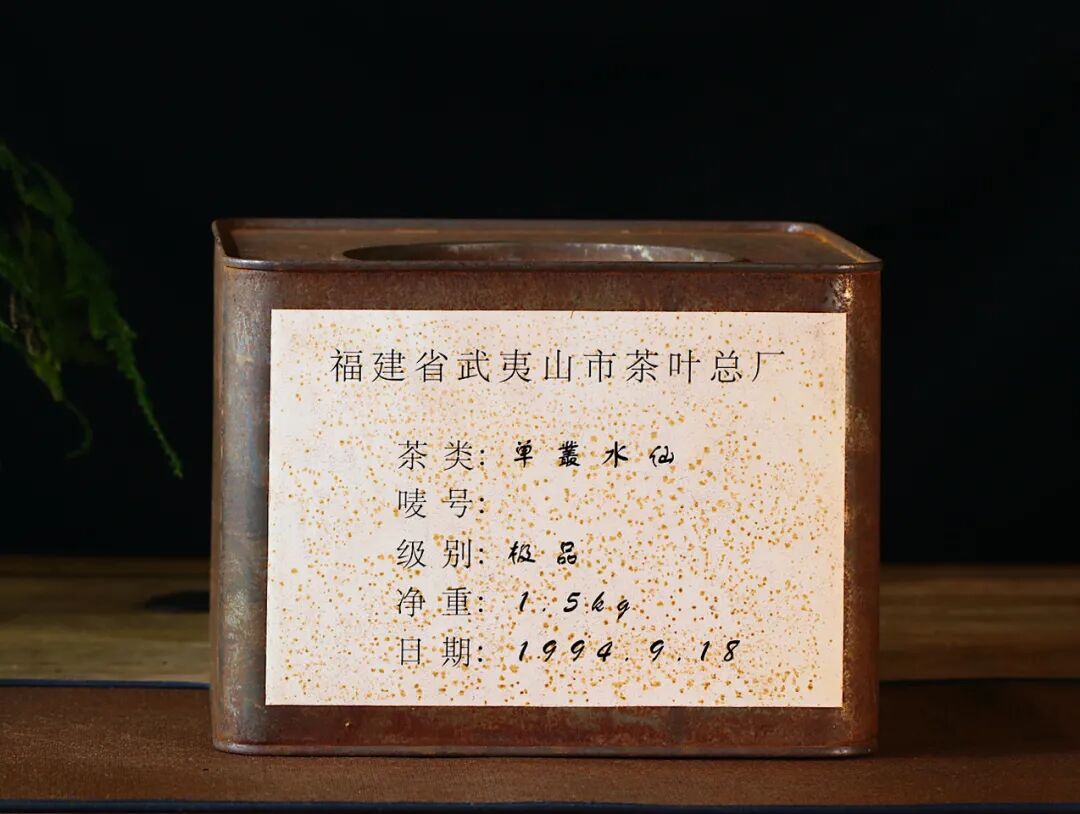 福建省武夷山市茶叶总厂
茶类: 单叢水仙
唛号:
级别: 极品
净重: 1.5kg
日期: 1994.9.18